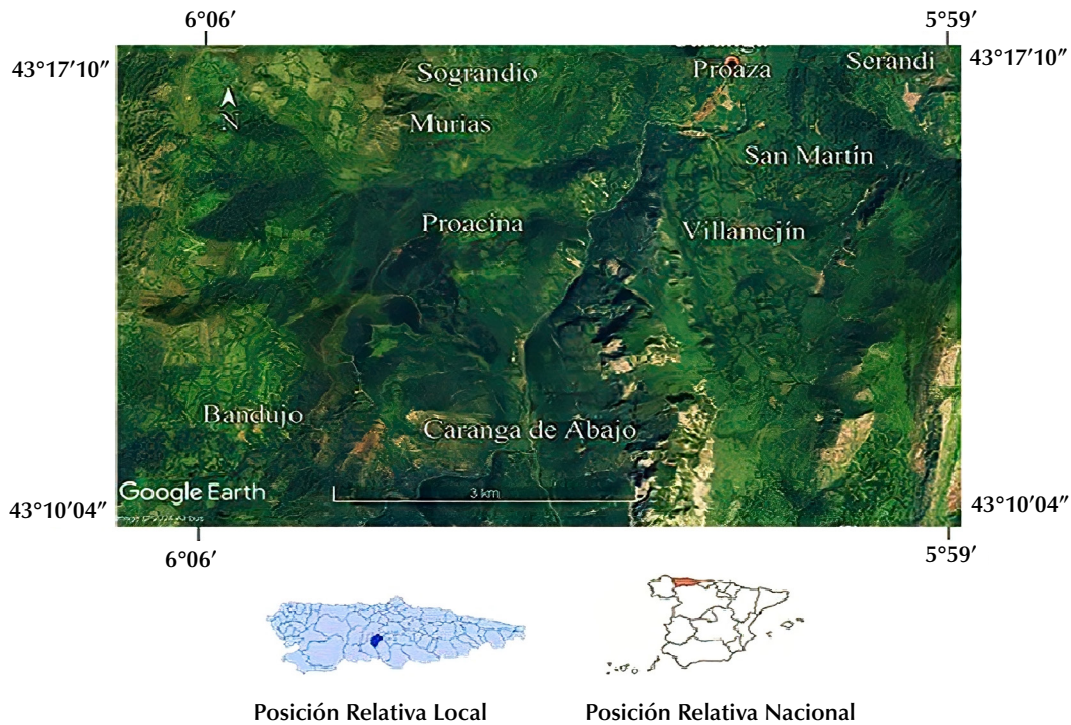 6°06′ 5°59′
43°17′10″ 43°17′10″
Sograndio Proaza Serandi
N
Murias
San Martín
Proacina Villamejín
Bandujo Caranga de Abajo
Google Earth 3 km
43°10′04″ 43°10′04″
6°06′ 5°59′
Posición Relativa Local Posición Relativa Nacional